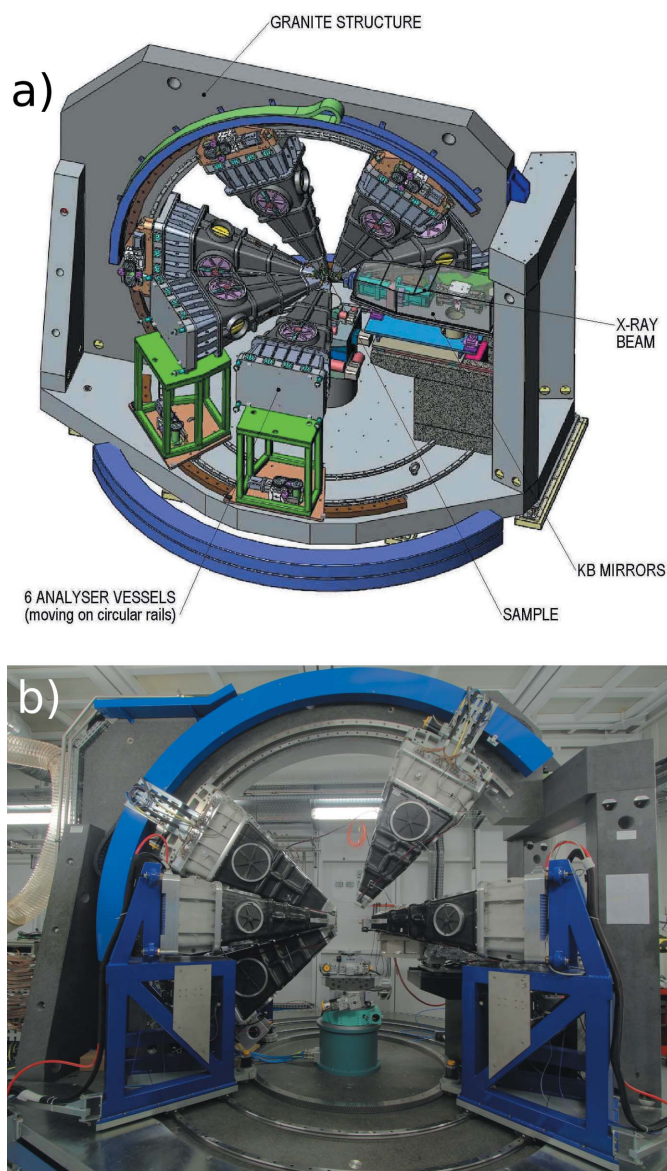 GRANITE STRUCTURE
a)
X-RAY
BEAM
KB MIRRORS
6 ANALYSER VESSELS
(moving on circular rails)
SAMPLE
b)